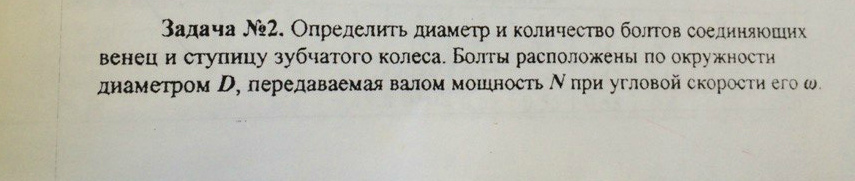 Задача №2. Определить диаметр и количество болтов соединяющих
венец и ступицу зубчатого колеса. Болты расположены по окружности
диаметром D, передаваемая валом мощность N при угловой скорости его ω.